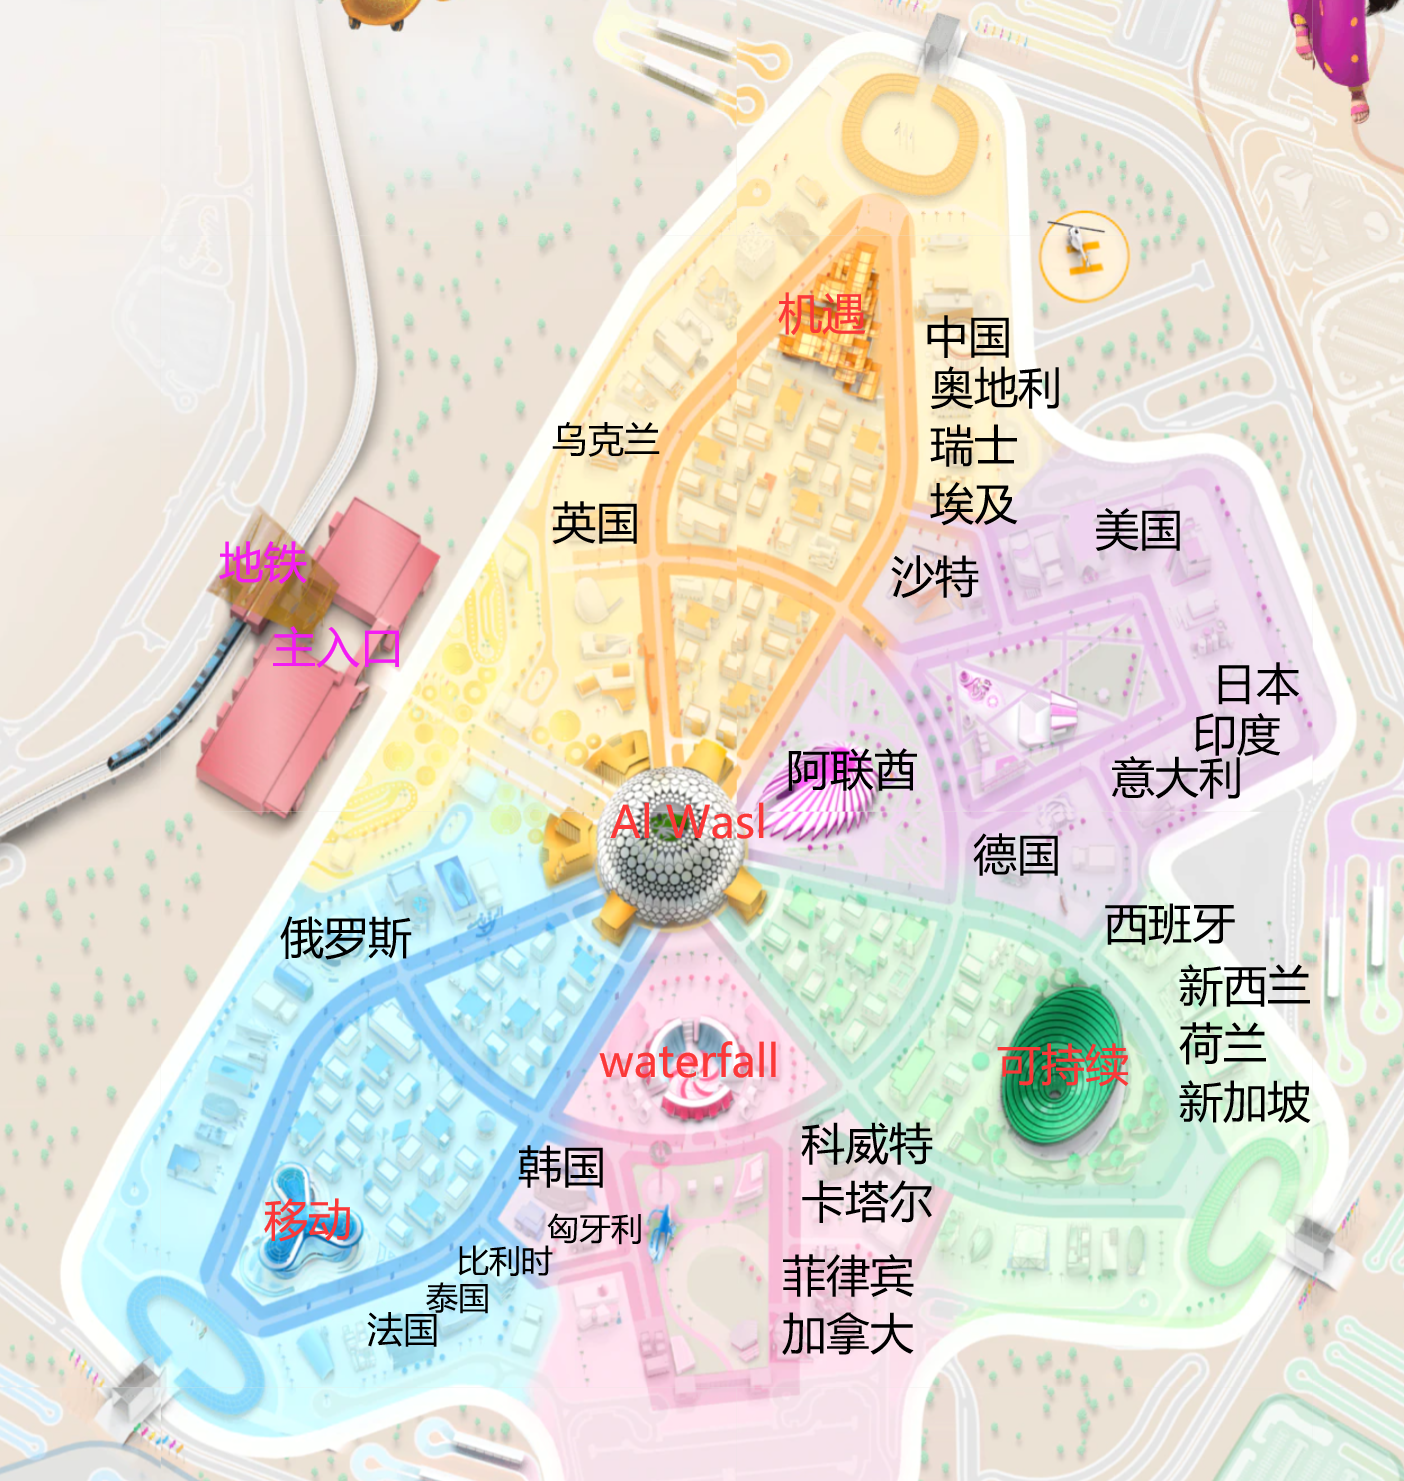 机遇
中国
奥地利
瑞士
埃及
乌克兰
英国
美国
沙特
地铁
主入口
日本
印度
意大利
阿联酋
Al Wasl
德国
俄罗斯
西班牙
新西兰
荷兰
新加坡
waterfall
可持续
科威特
卡塔尔
韩国
移动
匈牙利
比利时
泰国
法国
菲律宾
加拿大